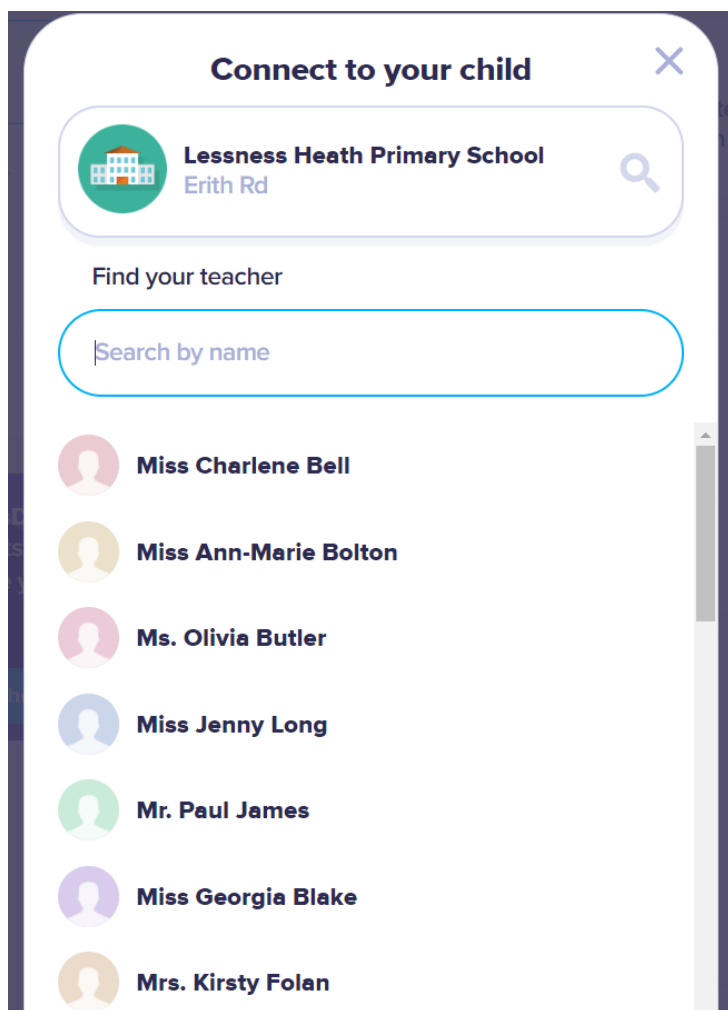 Connect to your child
Lessness Heath Primary School
Erith Rd
Find your teacher
Search by name
Miss Charlene Bell
Miss Ann-Marie Bolton
Ms. Olivia Butler
Miss Jenny Long
Mr. Paul James
Miss Georgia Blake
Mrs. Kirsty Folan